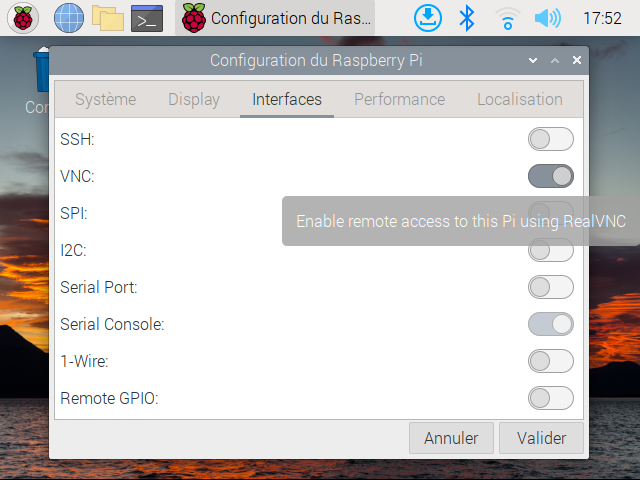 Configuration du Ras...
17:52
Configuration du Raspberry Pi
Système
Display
Interfaces
Performance
Localisation
SSH:
VNC:
SPI:
Enable remote access to this Pi using RealVNC
I2C:
Serial Port:
Serial Console:
1-Wire:
Remote GPIO:
Annuler
Valider